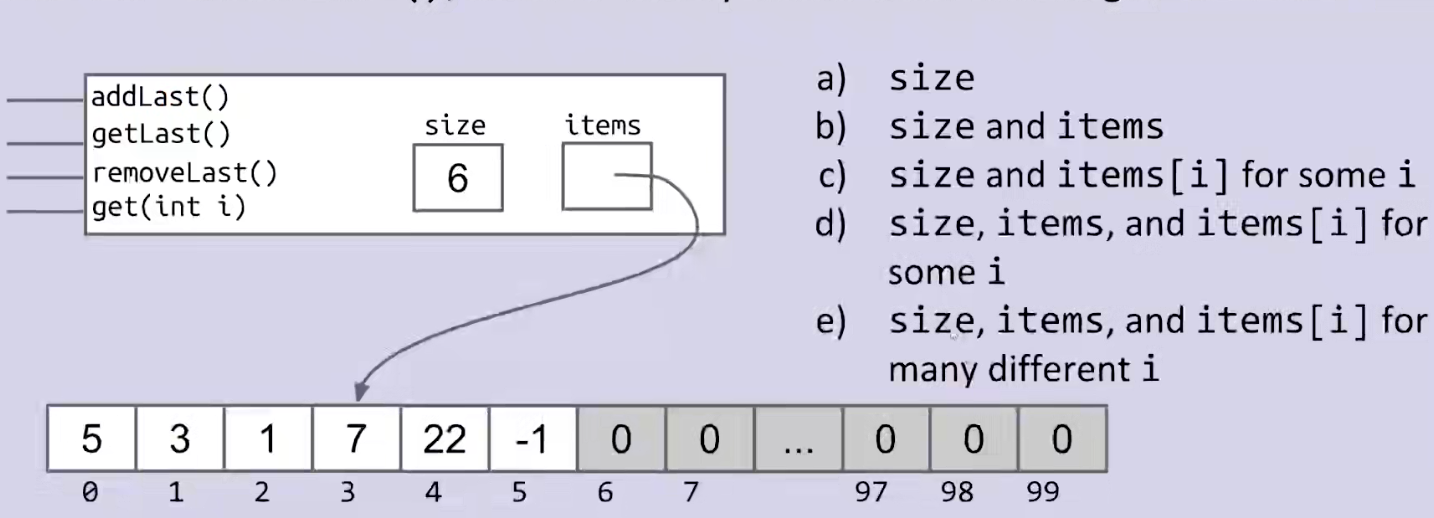 addLast()
getLast()
removeLast()
get(int i)
size
items
6
a) size
b) size and items
c) size and items[i] for some i
d) size, items, and items[i] for
some i
e) size, items, and items[i] for
many different i
5 3 1 7 22 -1 0 0 ... 0 0 0
0 1 2 3 4 5 6 7 97 98 99